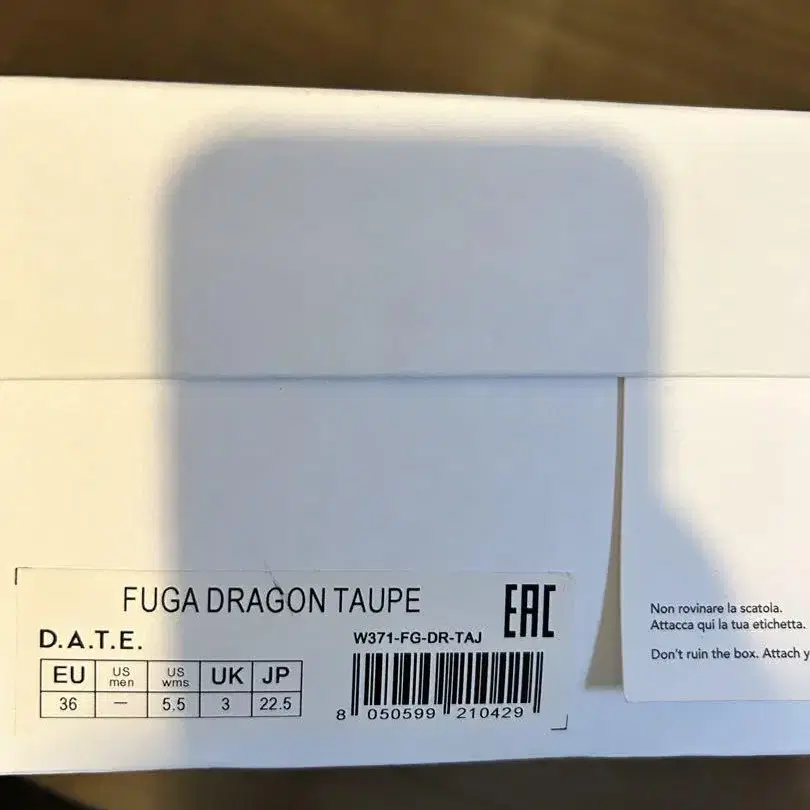 FUGA DRAGON TAUPE
EAC
D.A.T.E.
W371-FG-DR-TAJ
EU US men US wms UK JP
36 — 5.5 3 22.5
8 050599 210429
Non rovinare la scatola.
Attacca qui la tua etichetta.
Don't ruin the box. Attach y